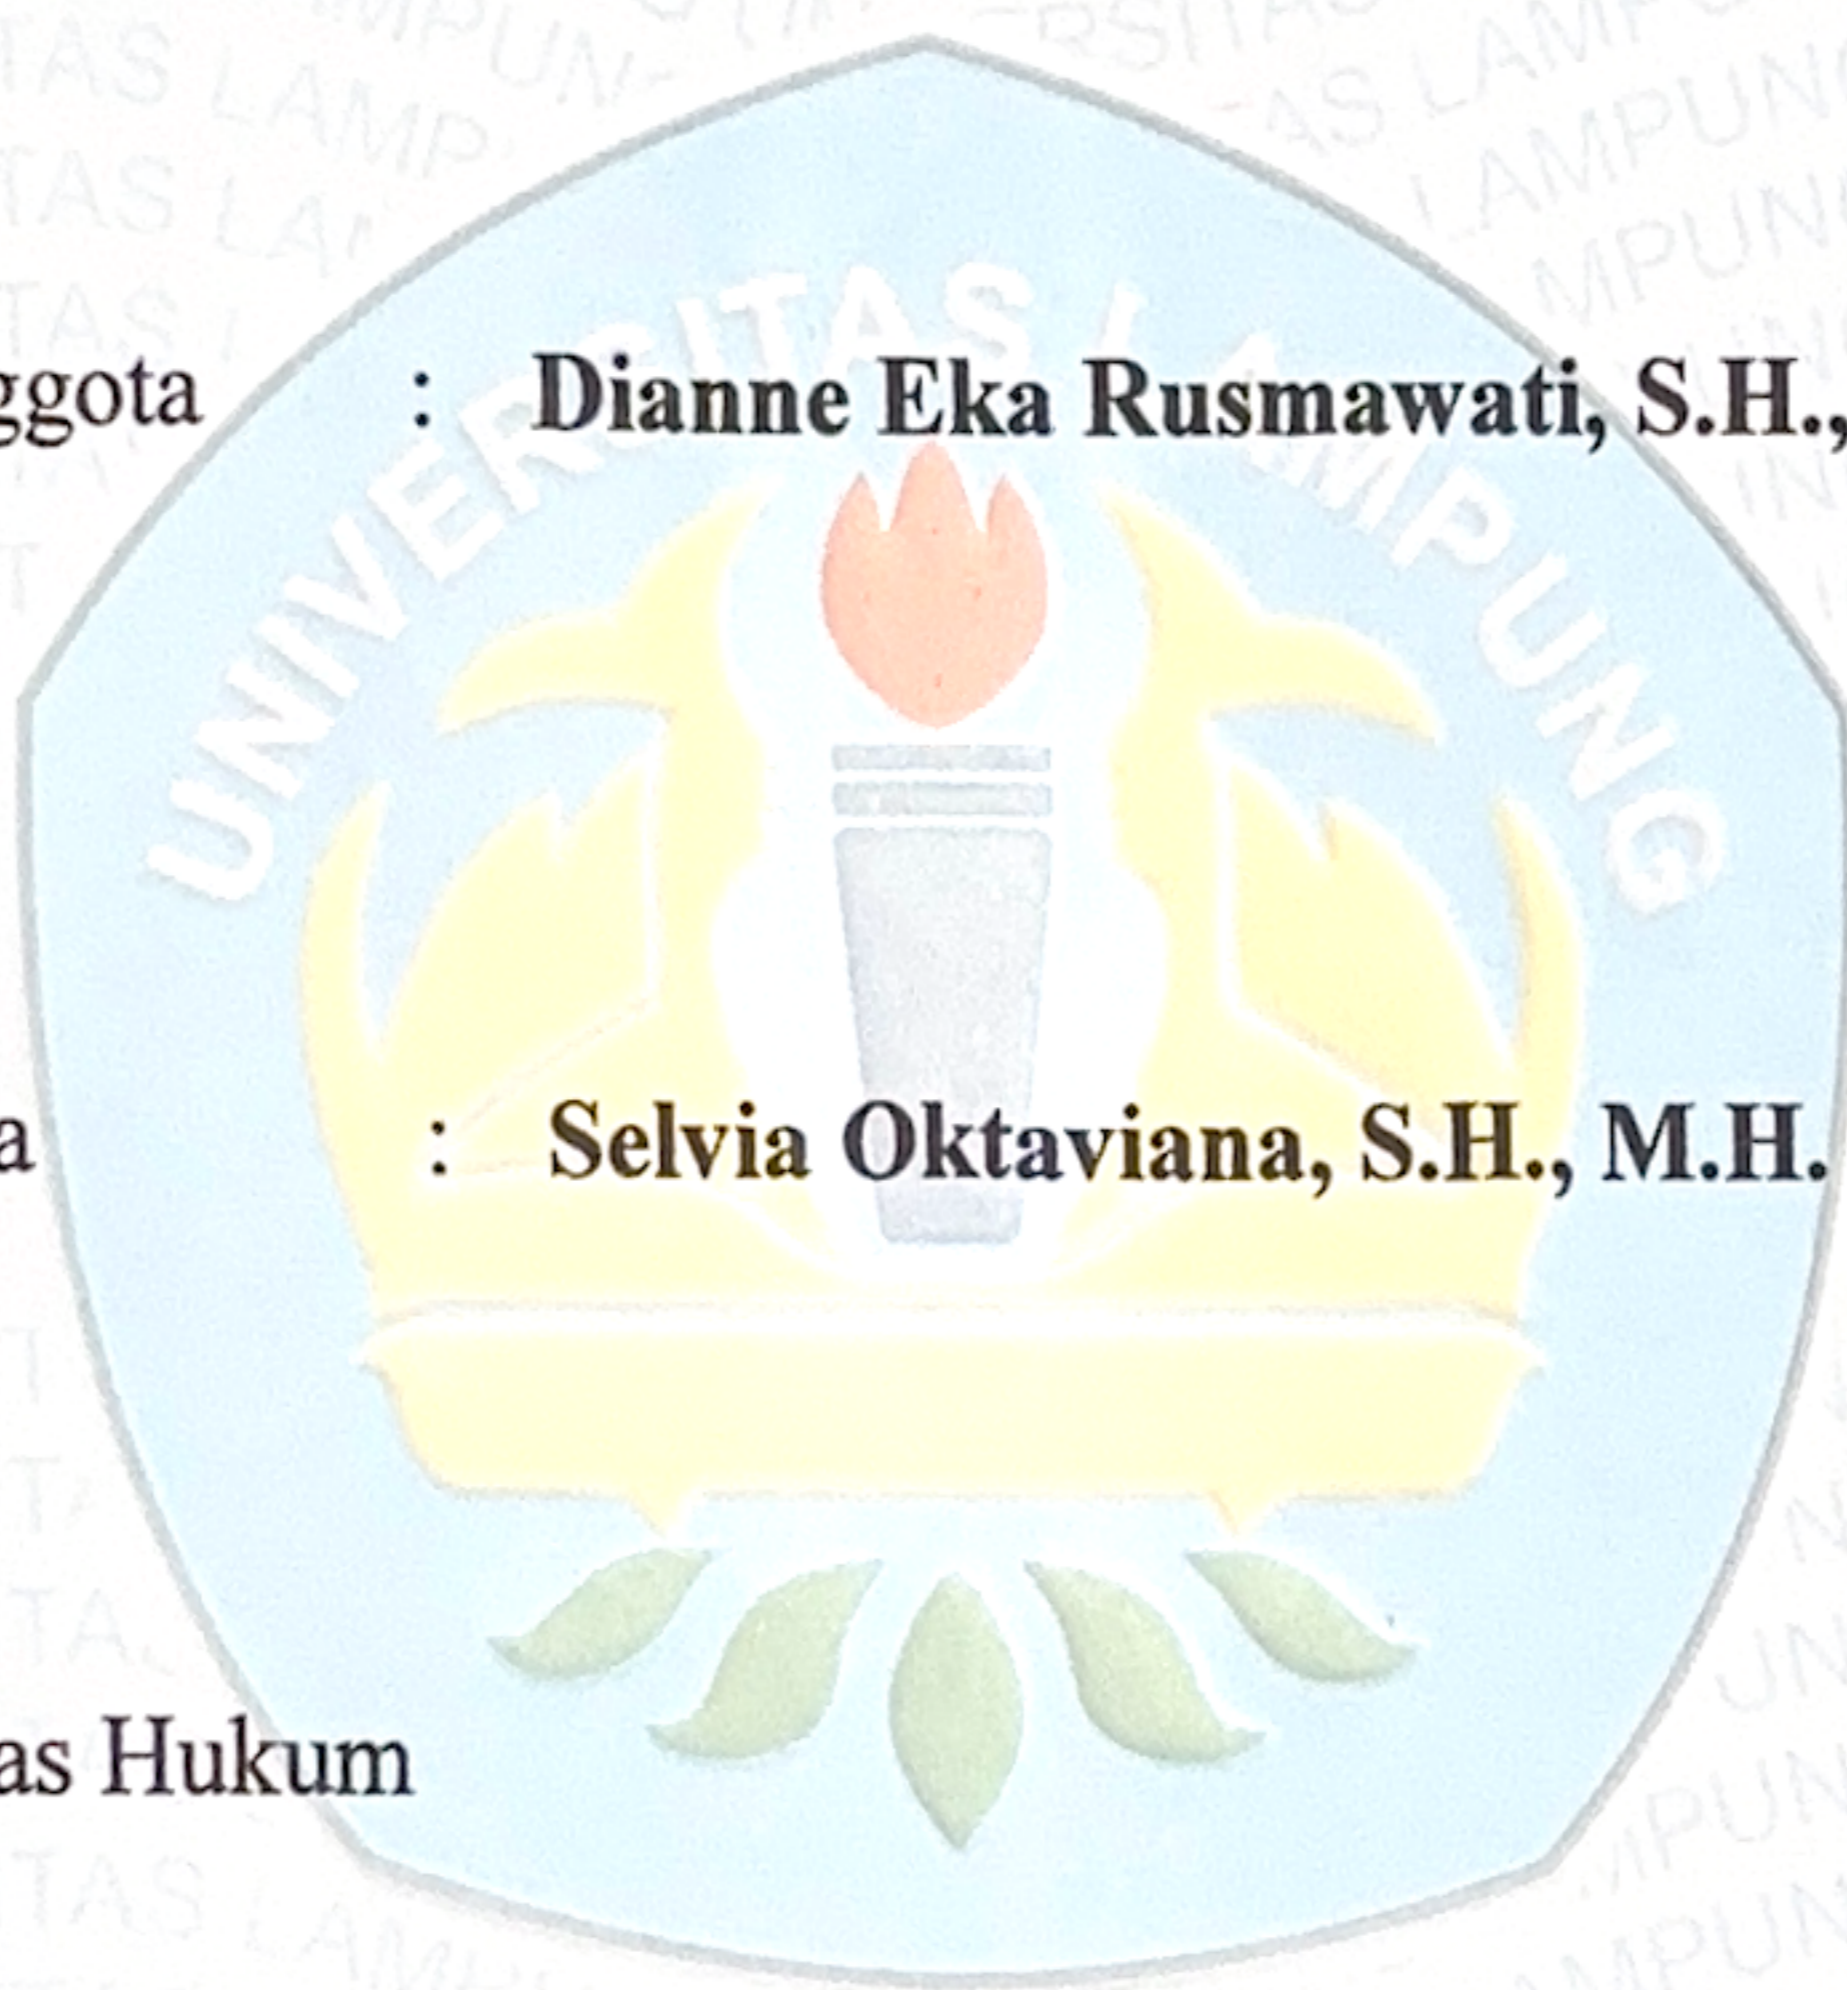 UNIVERSITAS LAMPUNG
ggota : Dianne Eka Rusmawati, S.H.,
a : Selvia Oktaviana, S.H., M.H.
as Hukum